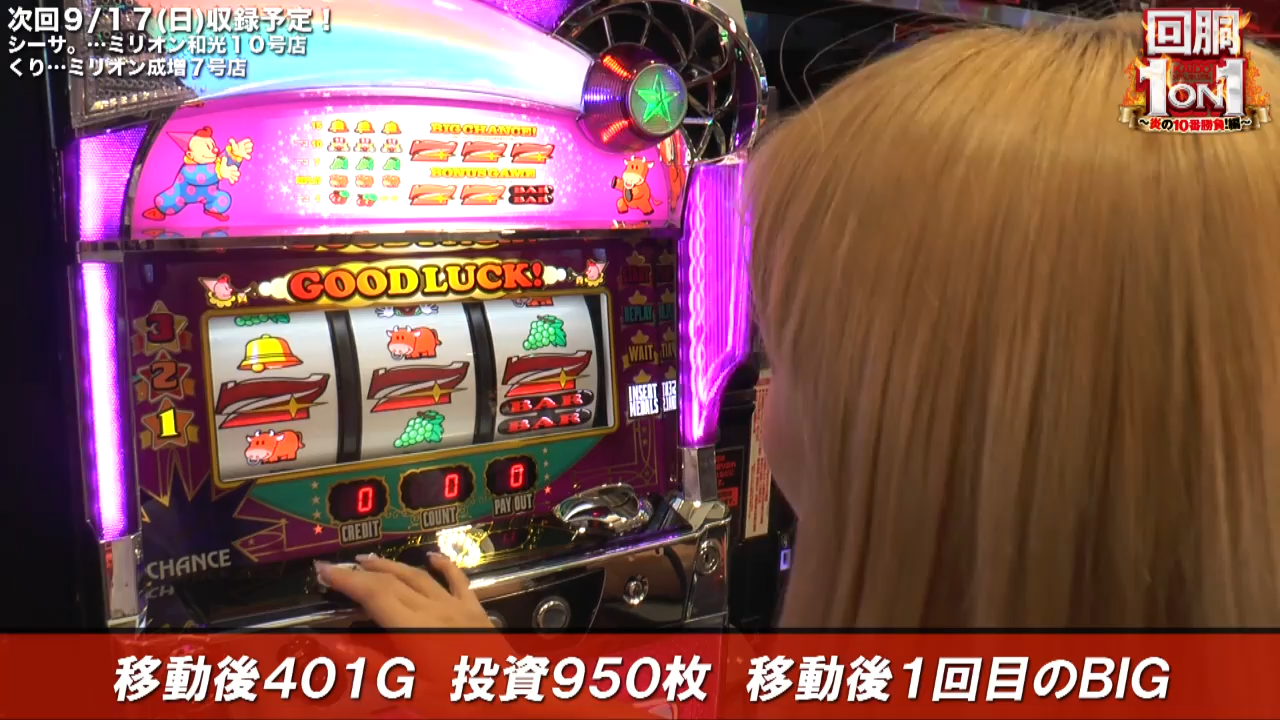 次回9/17(日)収録予定!
シーサ。…ミリオン和光10号店
くり…ミリオン成増7号店
回胴
1ON1
～炎の10番勝負!編～
BIG CHANCE!
BONUS GAME
BAR
BAR
GOOD LUCK!
3
2
1
REPLAY
WAIT
INSERT
MEDALS
BAR
BAR
0
0
0
CREDIT
COUNT
PAY OUT
CHANCE
移動後401G 投資950枚 移動後1回目のBIG